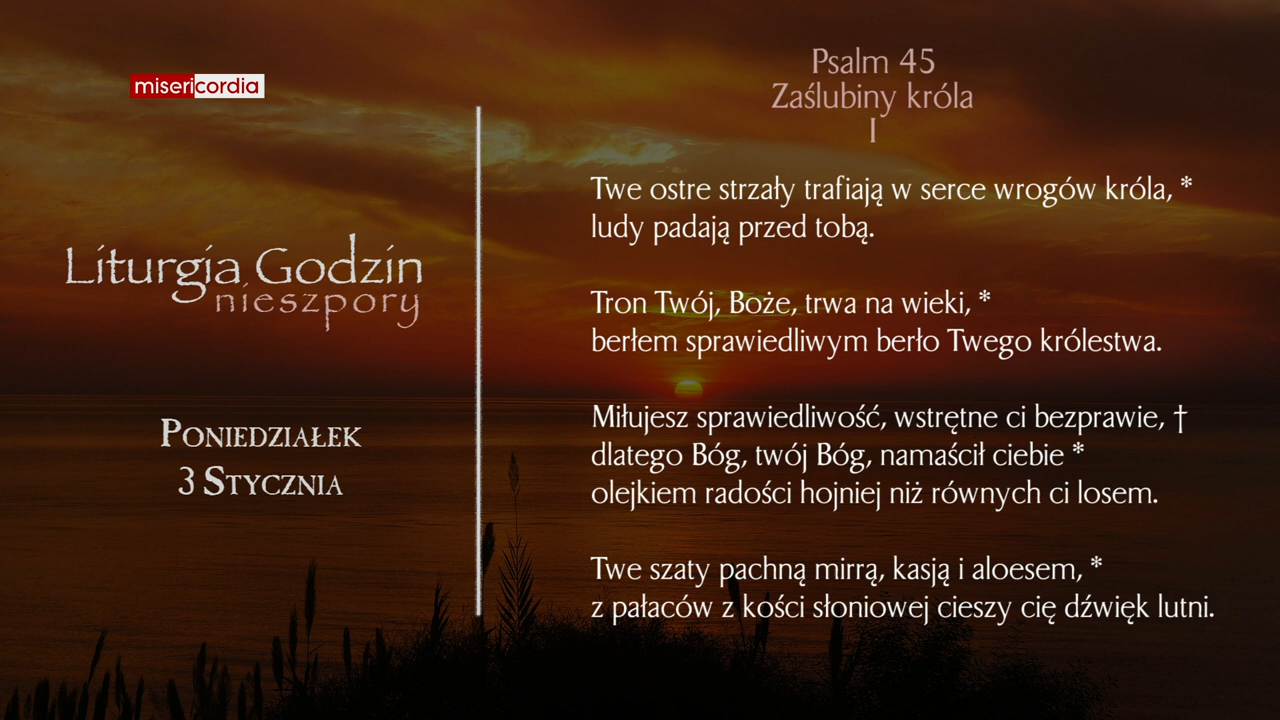 misericordia
Liturgia Godzin
nieszpory
Poniedziałek
3 Stycznia
Psalm 45
Zaślubiny króla
I
Twe ostre strzały trafiają w serce wrogów króla, *
ludy padają przed tobą.
Tron Twój, Boże, trwa na wieki, *
berłem sprawiedliwym berło Twego królestwa.
Miłujesz sprawiedliwość, wstrętne ci bezprawie, †
dlatego Bóg, twój Bóg, namaścił ciebie *
olejkiem radości hojniej niż równych ci losem.
Twe szaty pachną mirrą, kasją i aloesem, *
z pałaców z kości słoniowej cieszy cię dźwięk lutni.